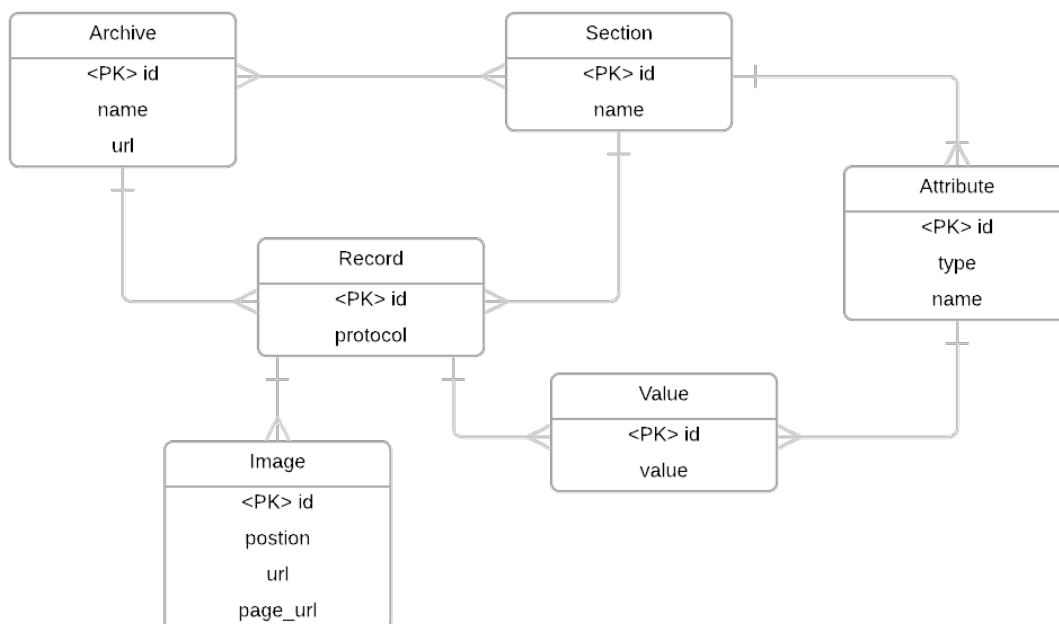 Archive
<PK> id
name
url
Section
<PK> id
name
Attribute
<PK> id
type
name
Record
<PK> id
protocol
Value
<PK> id
value
Image
<PK> id
postion
url
page_url